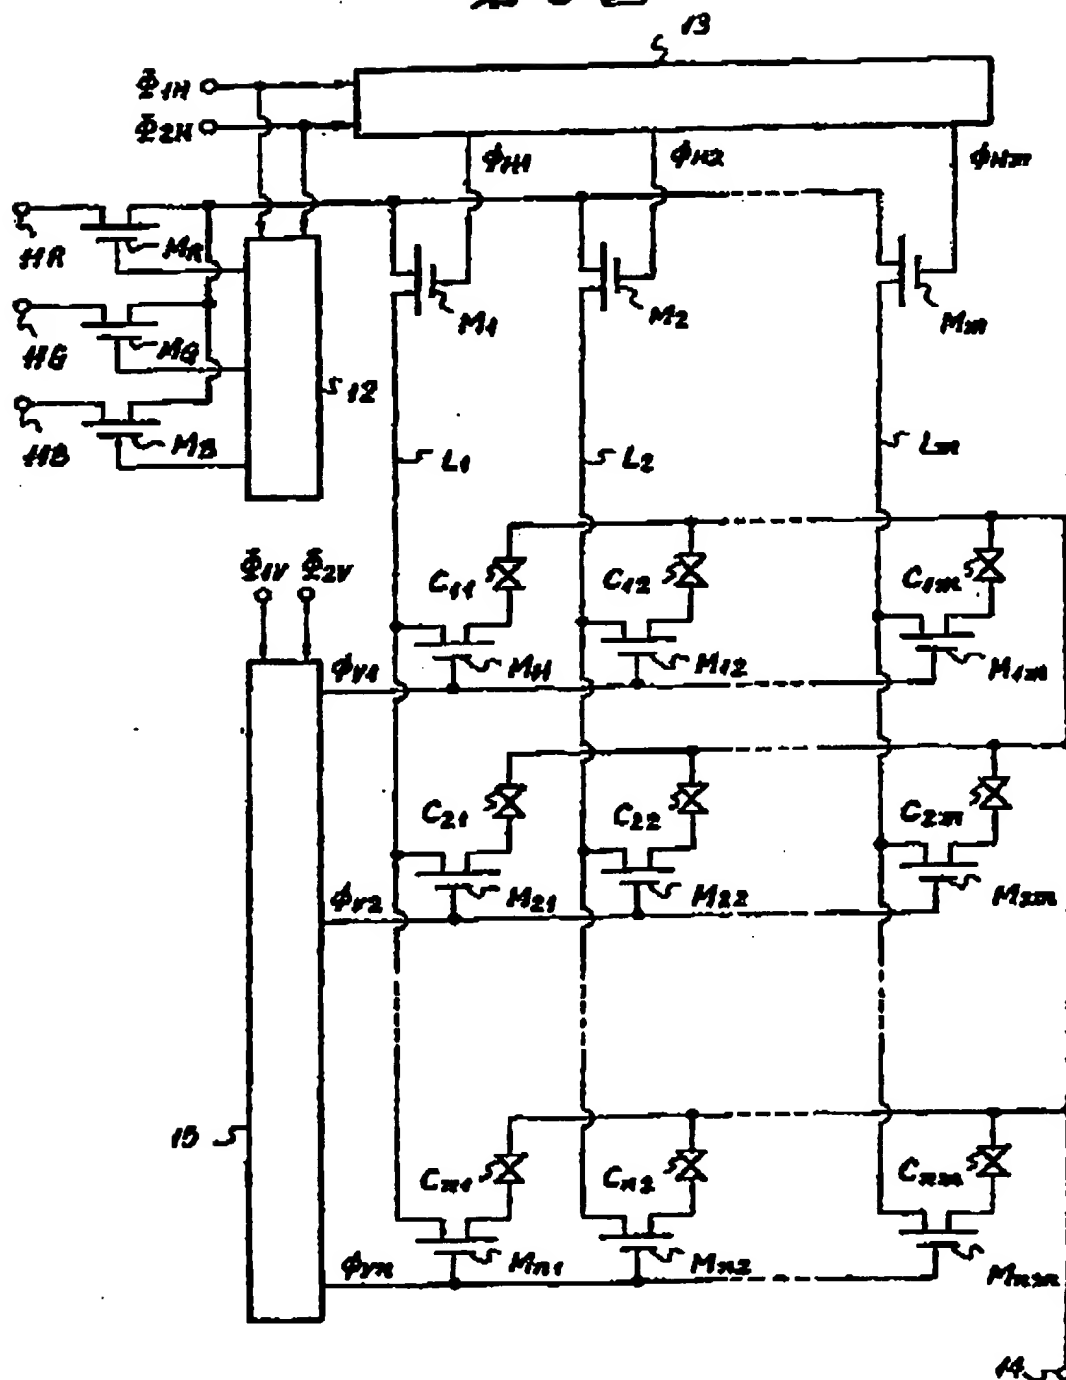 13
Φ1H
Φ2H
ΦH1 ΦH2 ΦHm
HR MR
M1 M2 Mm
HG MG
12
HB MB
L1 L2 Lm
Φ1V Φ2V
C11 C12 C1m
ΦV1 M11 M12 M1m
C21 C22 C2m
ΦV2 M21 M22 M2m
15
Cn1 Cn2 Cnm
ΦVn Mn1 Mn2 Mnm
14